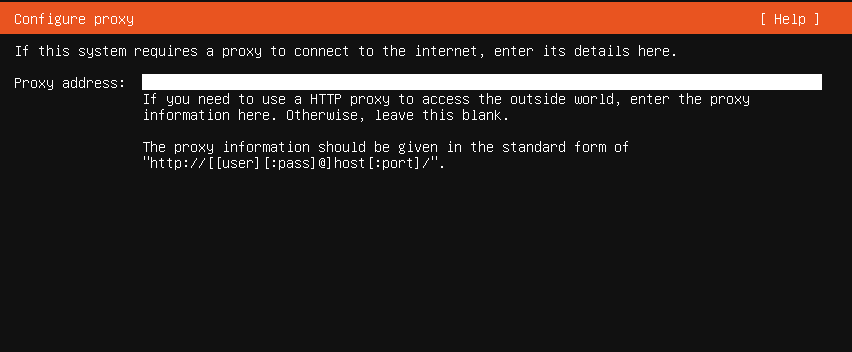 Configure proxy [ Help ]
If this system requires a proxy to connect to the internet, enter its details here.
Proxy address:
If you need to use a HTTP proxy to access the outside world, enter the proxy
information here. Otherwise, leave this blank.
The proxy information should be given in the standard form of
"http://[[user][:pass]@]host[:port]/".